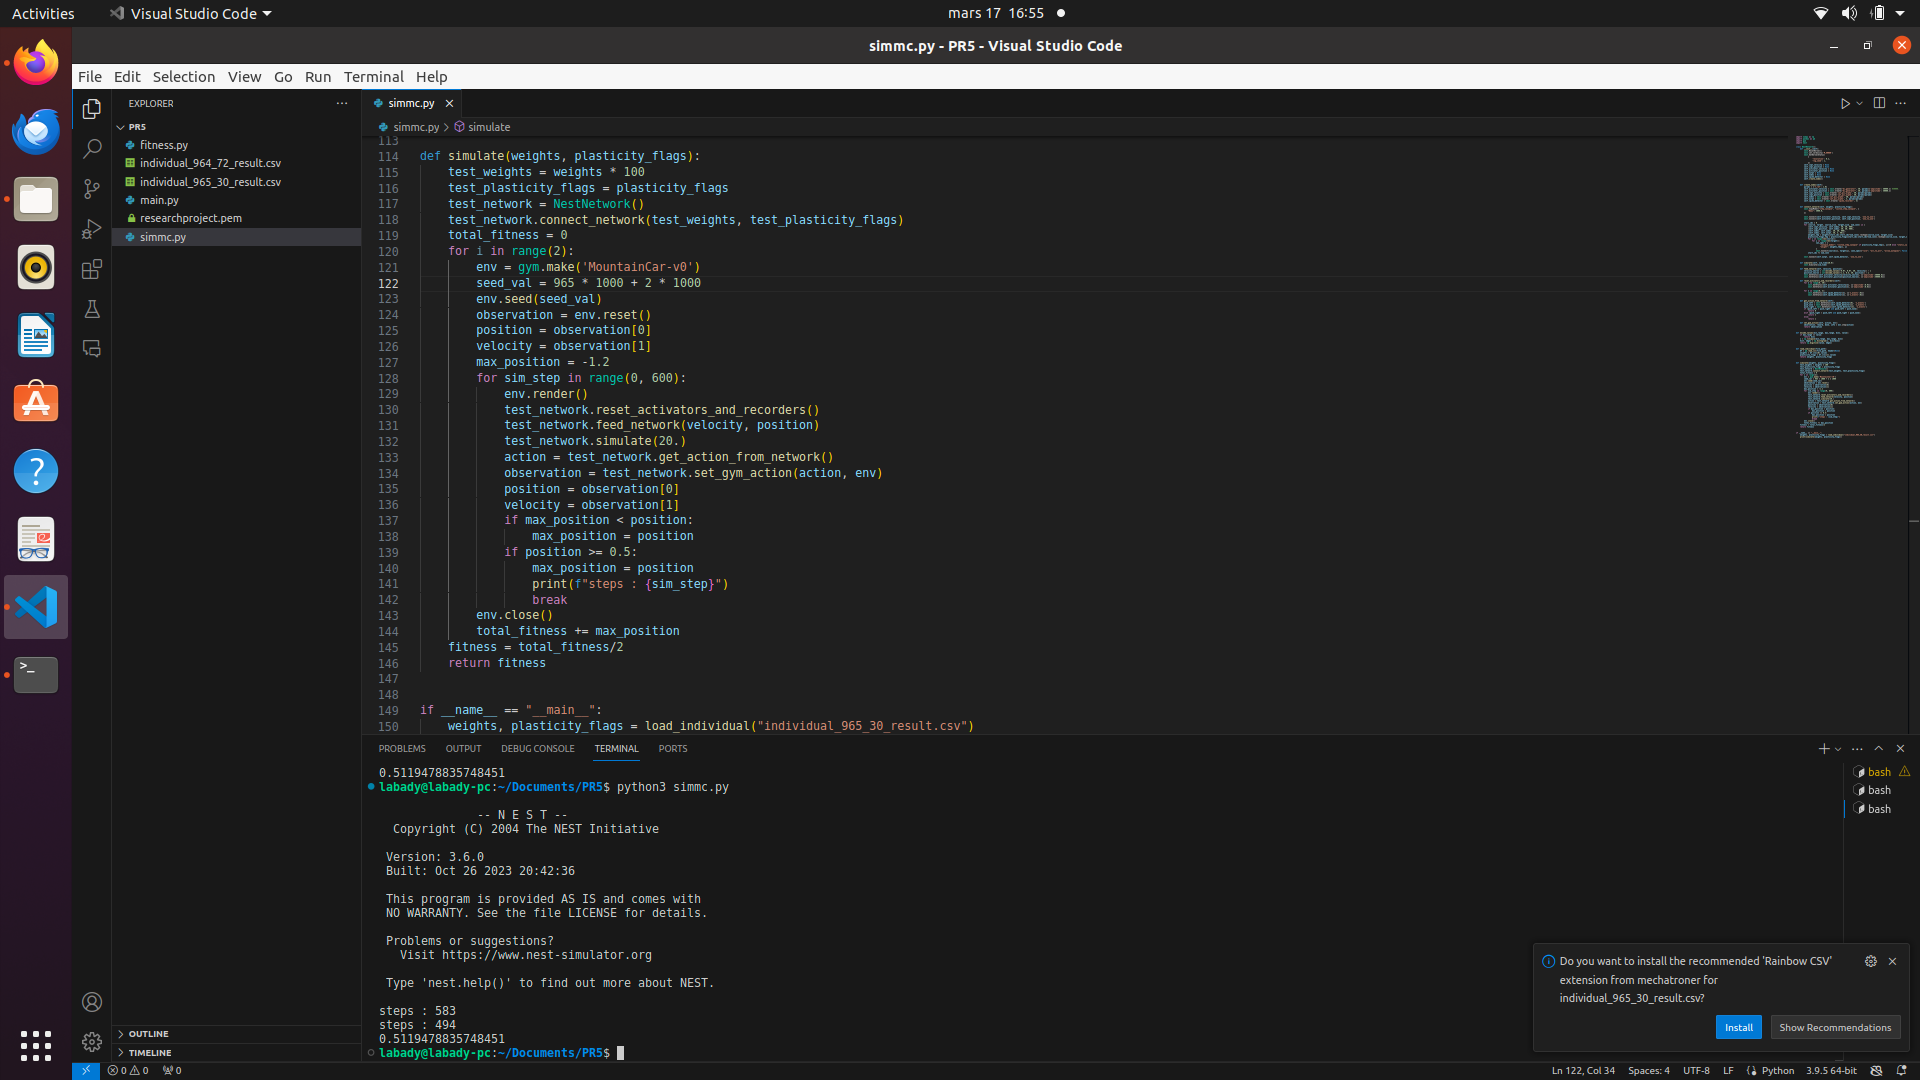 Activities
Visual Studio Code
mars 17 16:55
simmc.py - PR5 - Visual Studio Code
File Edit Selection View Go Run Terminal Help
EXPLORER
PR5
fitness.py
individual_964_72_result.csv
individual_965_30_result.csv
main.py
researchproject.pem
simmc.py
OUTLINE
TIMELINE
simmc.py
simmc.py > simulate
113
114 def simulate(weights, plasticity_flags):
115 test_weights = weights * 100
116 test_plasticity_flags = plasticity_flags
117 test_network = NestNetwork()
118 test_network.connect_network(test_weights, test_plasticity_flags)
119 total_fitness = 0
120 for i in range(2):
121 env = gym.make('MountainCar-v0')
122 seed_val = 965 * 1000 + 2 * 1000
123 env.seed(seed_val)
124 observation = env.reset()
125 position = observation[0]
126 velocity = observation[1]
127 max_position = -1.2
128 for sim_step in range(0, 600):
129 env.render()
130 test_network.reset_activators_and_recorders()
131 test_network.feed_network(velocity, position)
132 test_network.simulate(20.)
133 action = test_network.get_action_from_network()
134 observation = test_network.set_gym_action(action, env)
135 position = observation[0]
136 velocity = observation[1]
137 if max_position < position:
138 max_position = position
139 if position >= 0.5:
140 max_position = position
141 print(f"steps : {sim_step}")
142 break
143 env.close()
144 total_fitness += max_position
145 fitness = total_fitness/2
146 return fitness
147
148
149 if __name__ == "__main__":
150 weights, plasticity_flags = load_individual("individual_965_30_result.csv")
PROBLEMS OUTPUT DEBUG CONSOLE TERMINAL PORTS
0.5119478835748451
labady@labady-pc:~/Documents/PR5$ python3 simmc.py
-- N E S T --
Copyright (C) 2004 The NEST Initiative
Version: 3.6.0
Built: Oct 26 2023 20:42:36
This program is provided AS IS and comes with
NO WARRANTY. See the file LICENSE for details.
Problems or suggestions?
Visit https://www.nest-simulator.org
Type 'nest.help()' to find out more about NEST.
steps : 583
steps : 494
0.5119478835748451
labady@labady-pc:~/Documents/PR5$
bash
bash
bash
Do you want to install the recommended 'Rainbow CSV'
extension from mechatroner for
individual_965_30_result.csv?
Install
Show Recommendations
0 0 0
Ln 122, Col 34 Spaces: 4 UTF-8 LF Python 3.9.5 64-bit